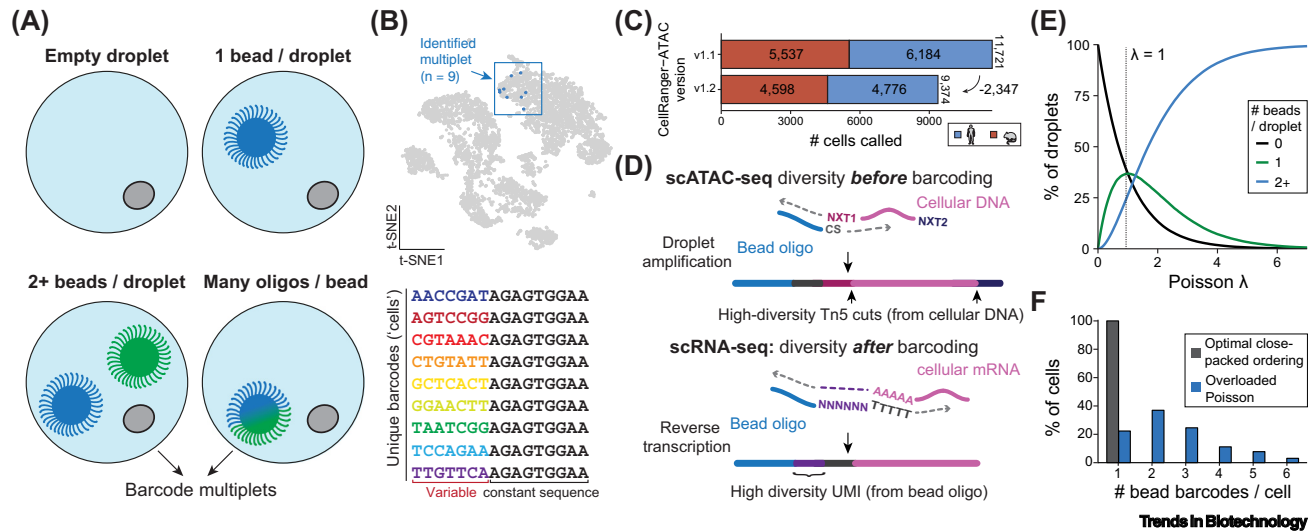 (A)
Empty droplet
1 bead / droplet
2+ beads / droplet
Many oligos / bead
Barcode multiplets
(B)
Identified
multiplet
(n = 9)
t-SNE2
t-SNE1
Unique barcodes ('cells')
AACCGATAGAGTGGAA
AGTCCGGAGAGTGGAA
CGTAAACAGAGTGGAA
CTGTATTAGAGTGGAA
GCTCACTAGAGTGGAA
GGAACTTAGAGTGGAA
TAATCGGAGAGTGGAA
TCCAGAAAGAGTGGAA
TTGTTCAAGAGTGGAA
Variable constant sequence
(C)
CellRanger-ATAC
version
v1.1
5,537
6,184
11,721
v1.2
4,598
4,776
9,374
-2,347
0
3000
6000
9000
# cells called
(D)
scATAC-seq diversity before barcoding
Cellular DNA
NXT1
CS
NXT2
Bead oligo
Droplet
amplification
High-diversity Tn5 cuts (from cellular DNA)
scRNA-seq: diversity after barcoding
cellular mRNA
AAAAA
NNNNNN
TTTTT
Bead oligo
Reverse
transcription
High diversity UMI (from bead oligo)
(E)
% of droplets
100
75
50
25
0
λ = 1
# beads
/ droplet
0
1
2+
0
2
4
6
Poisson λ
F
% of cells
100
80
60
40
20
0
Optimal close-
packed ordering
Overloaded
Poisson
1
2
3
4
5
6
# bead barcodes / cell
Trends in Biotechnology